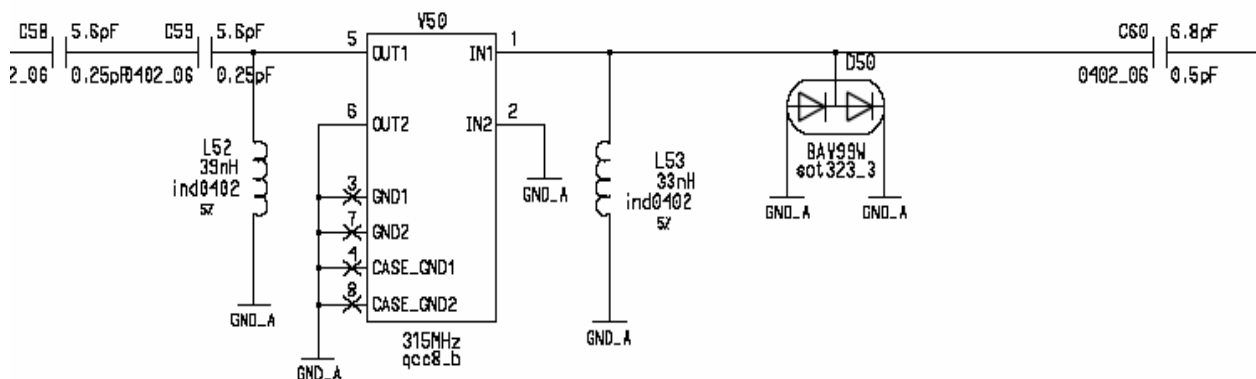 C58 5.6pF C59 5.6pF
2_06 0.25pF 0402_06 0.25pF
V50
5 OUT1 IN1 1
6 OUT2 IN2 2
3 GND1
7 GND2
4 CASE_GND1
8 CASE_GND2
315MHz
qcc8_b
L52
39nH
ind0402
5%
GND_A
GND_A
GND_A
L53
33nH
ind0402
5%
GND_A
D50
BAV99W
sot323_3
GND_A GND_A
C60 6.8pF
0402_06 0.5pF